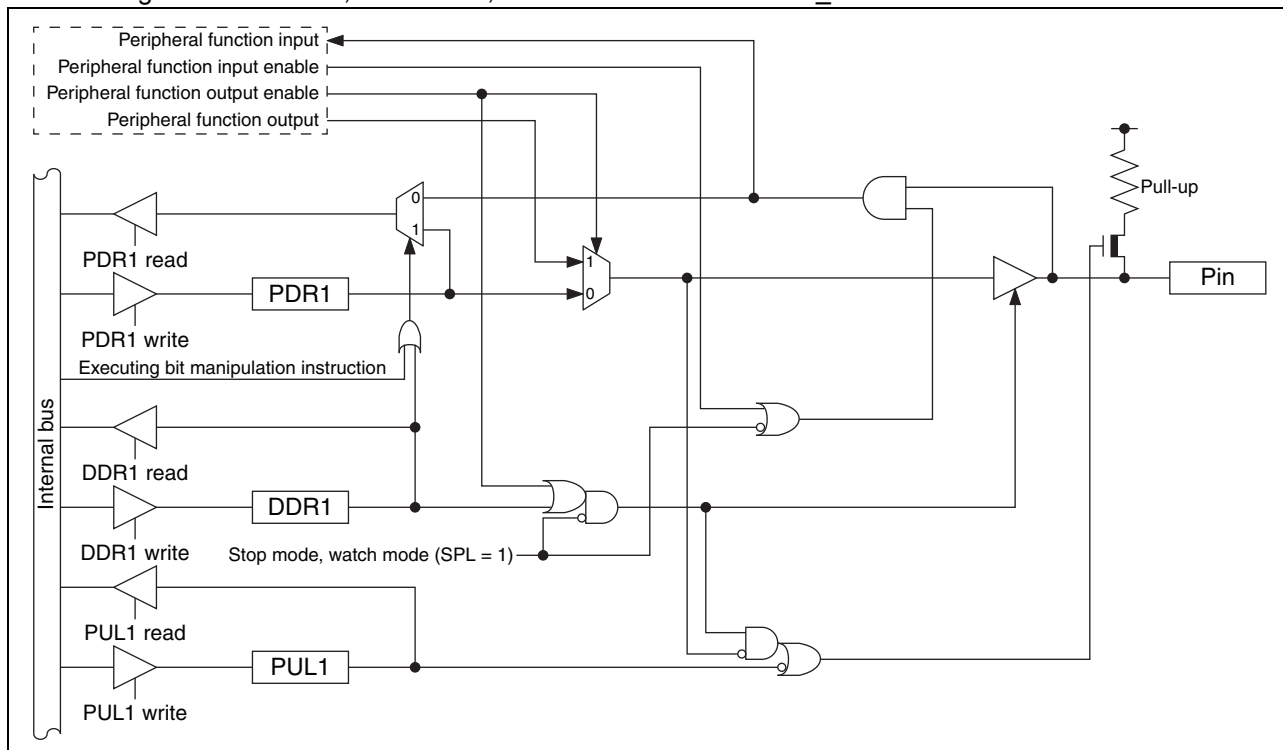 Peripheral function input
Peripheral function input enable
Peripheral function output enable
Peripheral function output
Pull-up
0
1
PDR1 read
1
0
PDR1
Pin
PDR1 write
Executing bit manipulation instruction
Internal bus
DDR1 read
DDR1
DDR1 write
Stop mode, watch mode (SPL = 1)
PUL1 read
PUL1
PUL1 write